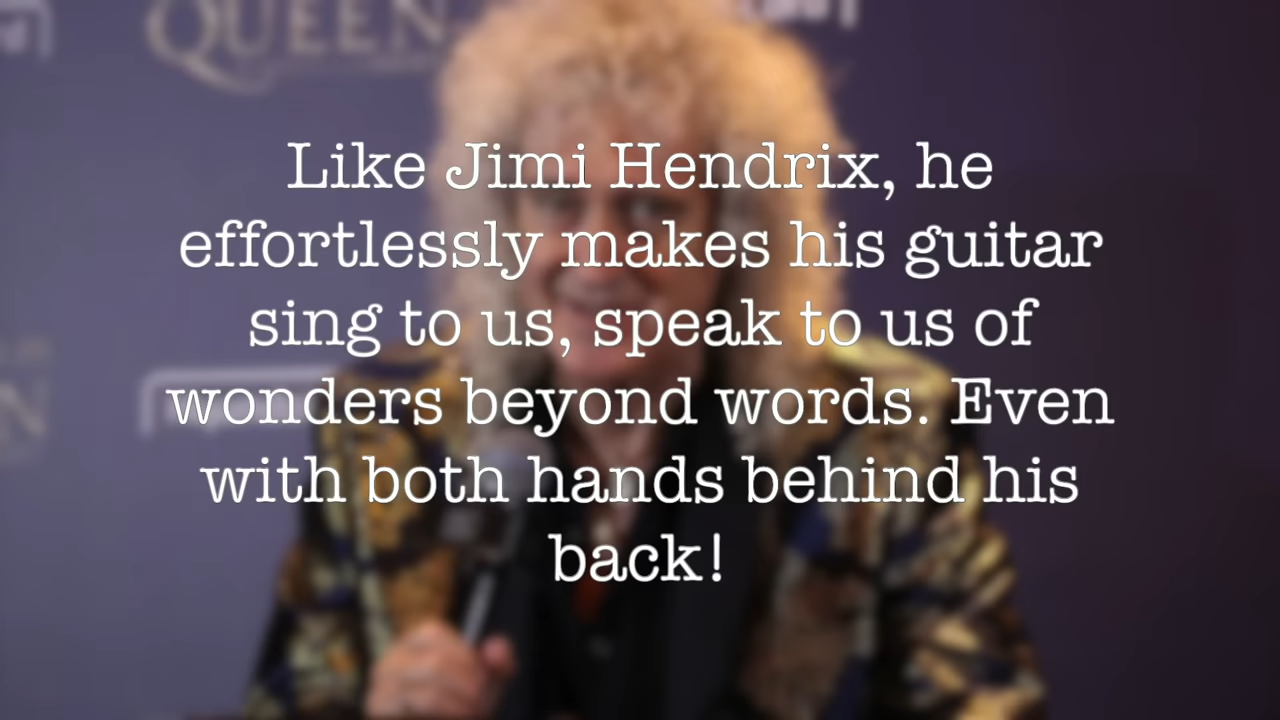 QUEEN
Like Jimi Hendrix, he
effortlessly makes his guitar
sing to us, speak to us of
wonders beyond words. Even
with both hands behind his
back!